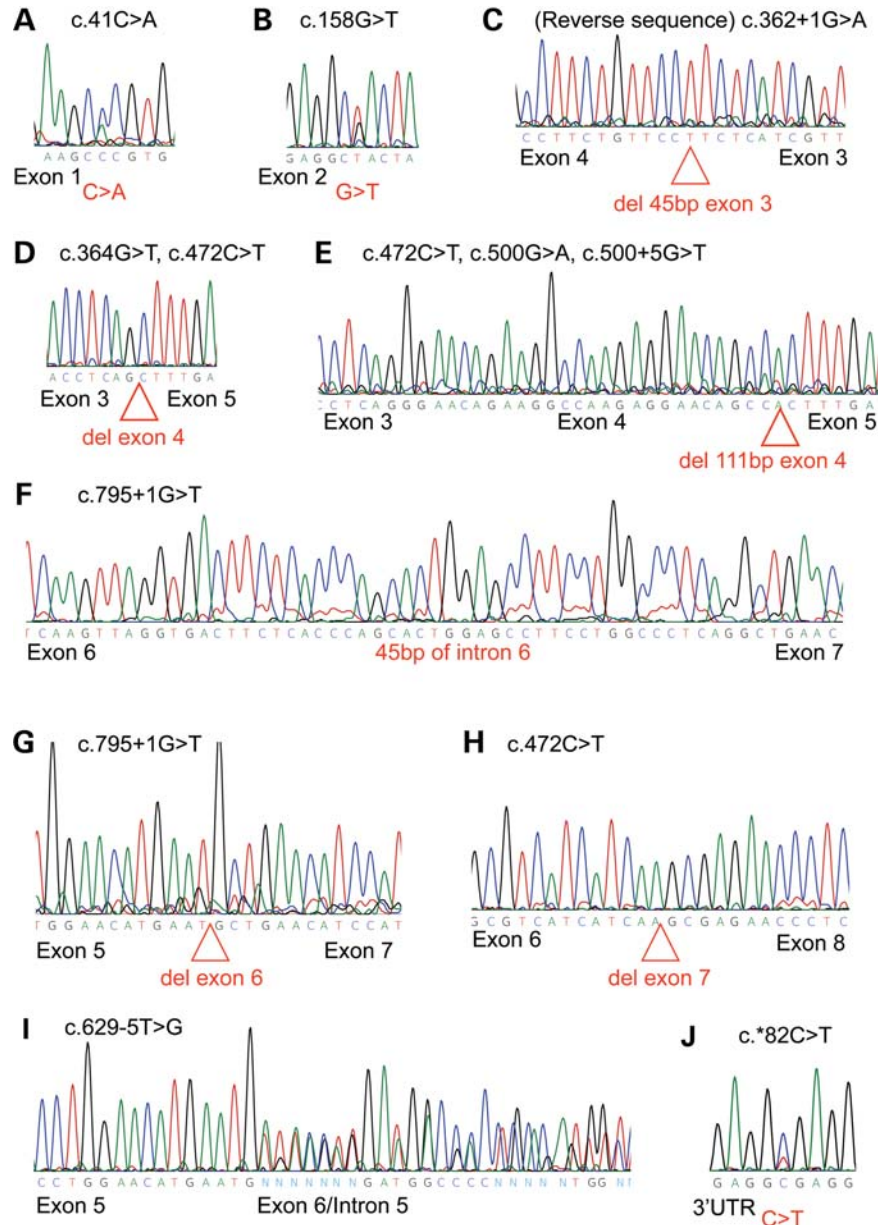 A c.41C>A
AAGCCCGTG
Exon 1
C>A
B c.158G>T
GAGGCTACTA
Exon 2
G>T
C (Reverse sequence) c.362+1G>A
CCTTCTGTTCCTTCTCATCGTT
Exon 4 Exon 3
del 45bp exon 3
D c.364G>T, c.472C>T
ACCTCAGCTTTGA
Exon 3 Exon 5
del exon 4
E c.472C>T, c.500G>A, c.500+5G>T
CCTCAGGGAACAGAAGGCCAAGAGGAACAGCCACTTTGA
Exon 3 Exon 4 Exon 5
del 111bp exon 4
F c.795+1G>T
TCAAGTTAGGTGACTTCTCACCCAGCACTGGAGCCTTCCTGGCCCTCAGGCTGAAC
Exon 6 45bp of intron 6 Exon 7
G c.795+1G>T
TGGAACATGAATGCTGAACATCCAT
Exon 5 Exon 7
del exon 6
H c.472C>T
GCGTCATCATCAAGCGAGAACCCTC
Exon 6 Exon 8
del exon 7
I c.629-5T>G
CCTGGAACATGAATGNNNNNNNGATGGCCCCNNNNNTGGNN
Exon 5 Exon 6/Intron 5
J c.*82C>T
GAGGCGAGG
3'UTR C>T